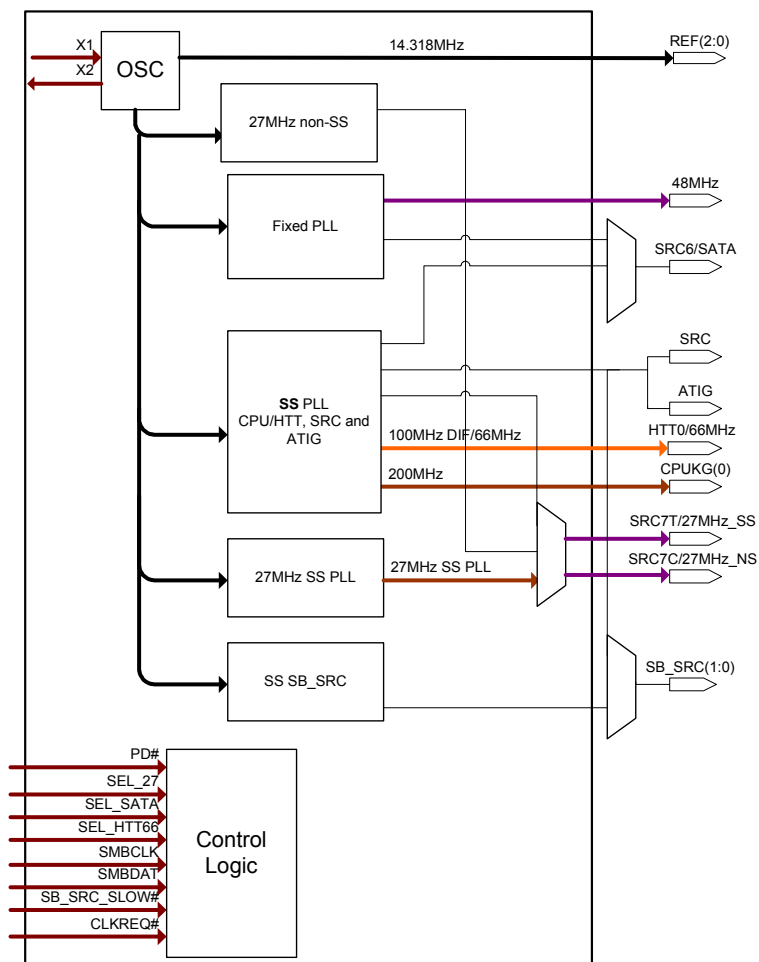 X1
X2
OSC
14.318MHz
REF(2:0)
27MHz non-SS
48MHz
Fixed PLL
SRC6/SATA
SRC
ATIG
SS PLL
CPU/HTT, SRC and
ATIG
100MHz DIF/66MHz
HTT0/66MHz
200MHz
CPUKG(0)
SRC7T/27MHz_SS
27MHz SS PLL
27MHz SS PLL
SRC7C/27MHz_NS
SS SB_SRC
SB_SRC(1:0)
PD#
SEL_27
SEL_SATA
SEL_HTT66
SMBCLK
SMBDAT
SB_SRC_SLOW#
CLKREQ#
Control
Logic